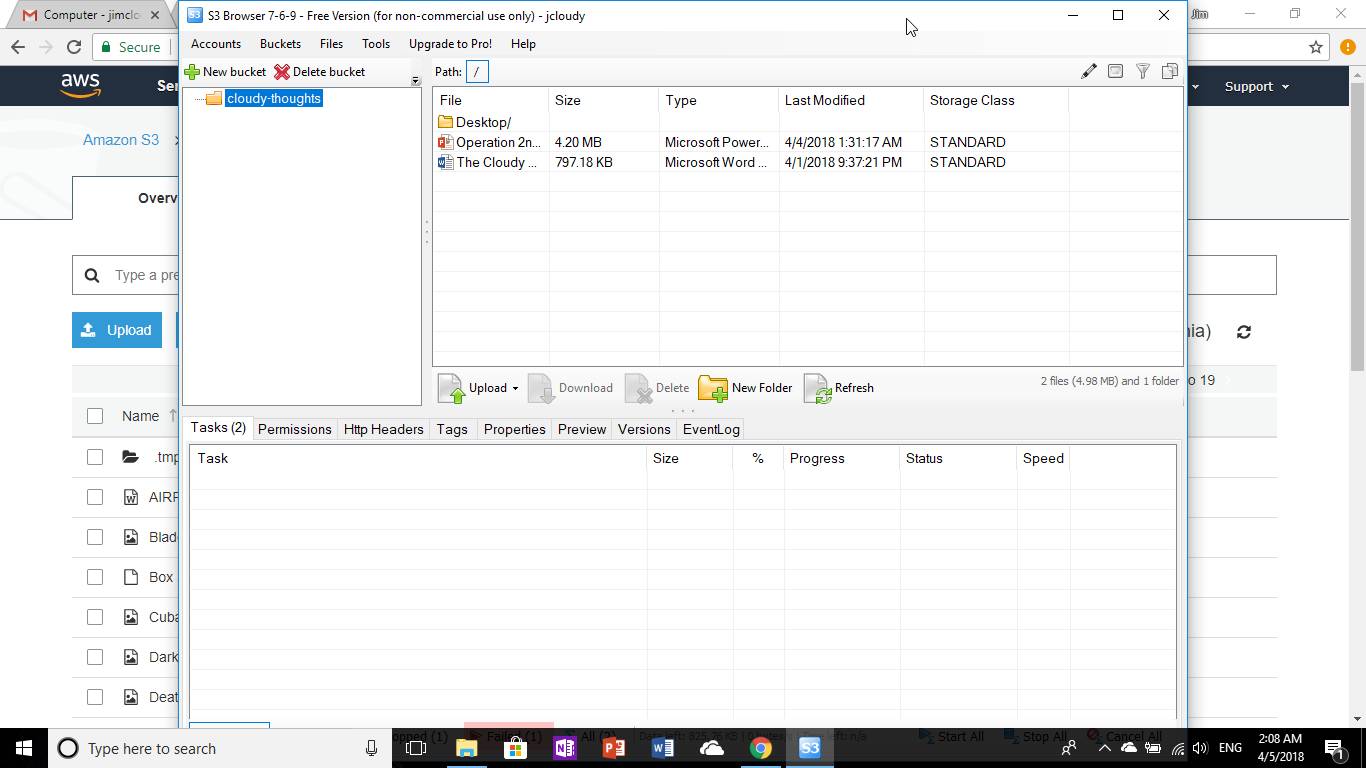 Computer - jimclo
S3 Browser 7-6-9 - Free Version (for non-commercial use only) - jcloudy
Jim
Secure
Accounts Buckets Files Tools Upgrade to Pro! Help
aws
Ser
New bucket Delete bucket
Path: /
Support
cloudy-thoughts
File Size Type Last Modified Storage Class
Desktop/
Operation 2n... 4.20 MB Microsoft Power... 4/4/2018 1:31:17 AM STANDARD
The Cloudy ... 797.18 KB Microsoft Word ... 4/1/2018 9:37:21 PM STANDARD
Amazon S3
Overv
Type a pre
Upload
nia)
Upload Download Delete New Folder Refresh
2 files (4.98 MB) and 1 folder
o 19
Name
Tasks (2) Permissions Http Headers Tags Properties Preview Versions EventLog
Task Size % Progress Status Speed
.tmp
AIRP
Blad
Box
Cuba
Dark
Deat
opped (1) Failed (1) All (2) Start All Stop All Cancel All
Type here to search
S3
ENG
2:08 AM
4/5/2018
1